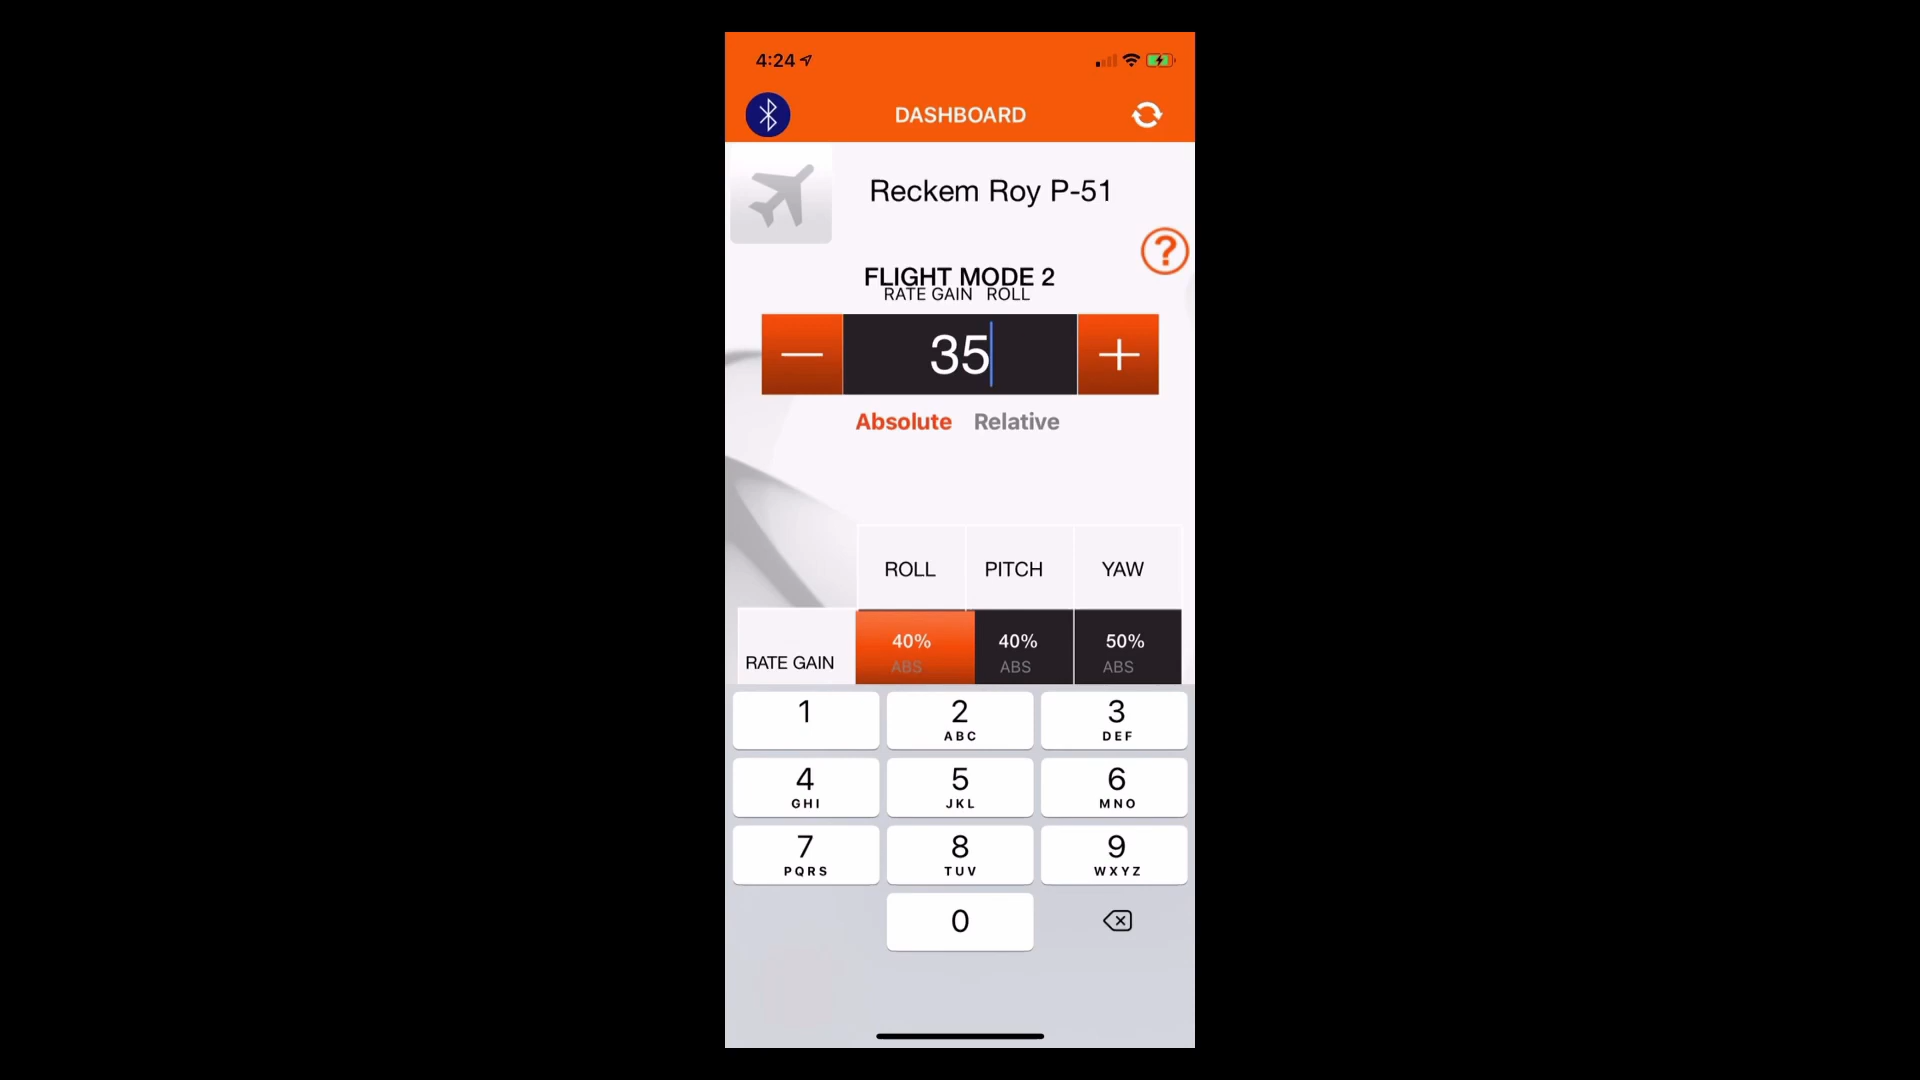 4:24
DASHBOARD
Reckem Roy P-51
?
FLIGHT MODE 2
RATE GAIN ROLL
— 35 +
Absolute Relative
ROLL PITCH YAW
RATE GAIN
40% 40% 50%
ABS ABS ABS
1 2 3
ABC DEF
4 5 6
GHI JKL MNO
7 8 9
PQRS TUV WXYZ
0